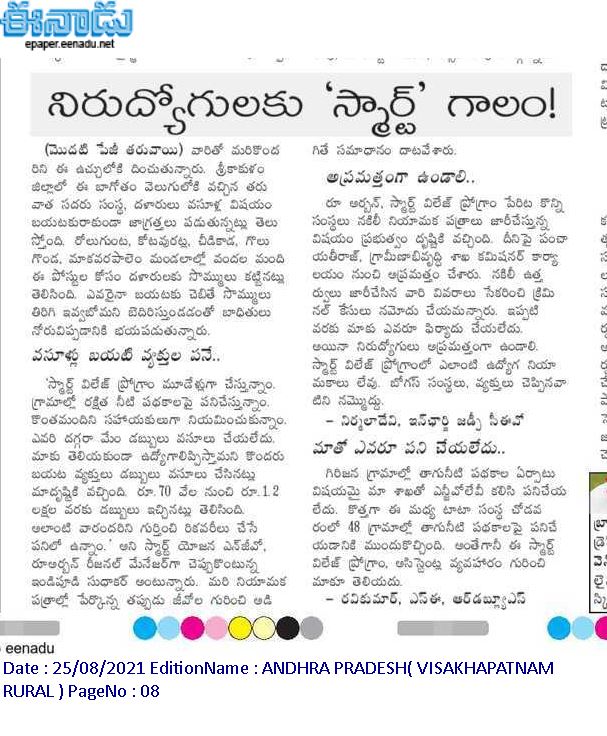 ఈనాడు
epaper.eenadu.net
నిరుద్యోగులకు ‘స్మార్ట్’ గాలం!
(మొదటి పేజీ తరువాయి) వారితో మరికొంద
రిని ఈ ఉచ్చులోకి దించుతున్నారు. శ్రీకాకుళం
జిల్లాలో ఈ బాగోతం వెలుగులోకి వచ్చిన తరు
వాత సదరు సంస్థ, దళారులు వసూళ్ల విషయం
బయటకురాకుండా జాగ్రత్తలు పడుతున్నట్లు తెలు
స్తోంది. రోలుగుంట, కోటవురట్ల, చీడికాడ, గొలు
గొండ, మాకవరపాలెం మండలాల్లో వందల మంది
ఈ పోస్టుల కోసం దళారులకు సొమ్ములు కట్టినట్లు
తెలిసింది. ఎవరైనా బయటకు చెబితే సొమ్ములు
తిరిగి ఇవ్వబోమని బెదిరిస్తుండడంతో బాధితులు
నోరువిప్పడానికి భయపడుతున్నారు.
వసూళ్లు బయటి వ్యక్తుల పనే..
‘స్మార్ట్ విలేజ్ ప్రోగ్రాం మూడేళ్లుగా చేస్తున్నాం.
గ్రామాల్లో రక్షిత నీటి పథకాలపై పనిచేస్తున్నాం.
కొంతమందిని సహాయకులుగా నియమించుకున్నాం.
ఎవరి దగ్గరా మేం డబ్బులు వసూలు చేయలేదు.
మాకు తెలియకుండా ఉద్యోగాలిప్పిస్తామని కొందరు
బయట వ్యక్తులు డబ్బులు వసూలు చేసినట్లు
మాదృష్టికి వచ్చింది. రూ.70 వేల నుంచి రూ.1.2
లక్షల వరకు డబ్బులు ఇచ్చినట్లు తెలిసింది.
అలాంటి వారందరిని గుర్తించి రికవరీలు చేసే
పనిలో ఉన్నాం.’ అని స్మార్ట్ యోజన ఎన్‌జీవో,
రూఅర్బన్ రీజనల్ మేనేజర్‌గా చెప్పుకొంటున్న
ఇండిపూడి సుధాకర్ అంటున్నారు. మరి నియామక
పత్రాల్లో పేర్కొన్న తప్పుడు జీవోల గురించి అడి
గితే సమాధానం దాటవేశారు.
అప్రమత్తంగా ఉండాలి..
రూ అర్బన్, స్మార్ట్ విలేజ్ ప్రోగ్రాం పేరిట కొన్ని
సంస్థలు నకిలీ నియామక పత్రాలు జారీచేస్తున్న
విషయం ప్రభుత్వం దృష్టికి వచ్చింది. దీనిపై పంచా
యతీరాజ్, గ్రామీణాభివృద్ధి శాఖ కమిషనర్ కార్యా
లయం నుంచి అప్రమత్తం చేశారు. నకిలీ ఉత్త
ర్వులు జారీచేసిన వారి వివరాలు సేకరించి క్రిమి
నల్ కేసులు నమోదు చేయమన్నారు. ఇప్పటి
వరకు మాకు ఎవరూ ఫిర్యాదు చేయలేదు.
అయినా నిరుద్యోగులు అప్రమత్తంగా ఉండాలి.
స్మార్ట్ విలేజ్ ప్రోగ్రాంలో ఎలాంటి ఉద్యోగ నియా
మకాలు లేవు. బోగస్ సంస్థలు, వ్యక్తులు చెప్పినవా
టిని నమ్మొద్దు.
– నిర్మలాదేవి, ఇన్‌ఛార్జి జడ్పీ సీఈవో
మాతో ఎవరూ పని చేయలేదు..
గిరిజన గ్రామాల్లో తాగునీటి పథకాల ఏర్పాటు
విషయమై మా శాఖతో ఎన్జీవోలేవీ కలిసి పనిచేయ
లేదు. కొత్తగా ఈ మధ్య టాటా సంస్థ చోడవ
రంలో 48 గ్రామాల్లో తాగునీటి పథకాలపై పనిచే
యడానికి ముందుకొచ్చింది. అంతేగానీ ఈ స్మార్ట్
విలేజ్ ప్రోగ్రాం, అసిస్టెంట్ల వ్యవహారం గురించి
మాకూ తెలియదు.
– రవికుమార్, ఎస్ఈ, ఆర్‌డబ్ల్యూఎస్
eenadu
Date : 25/08/2021 EditionName : ANDHRA PRADESH( VISAKHAPATNAM
RURAL ) PageNo : 08